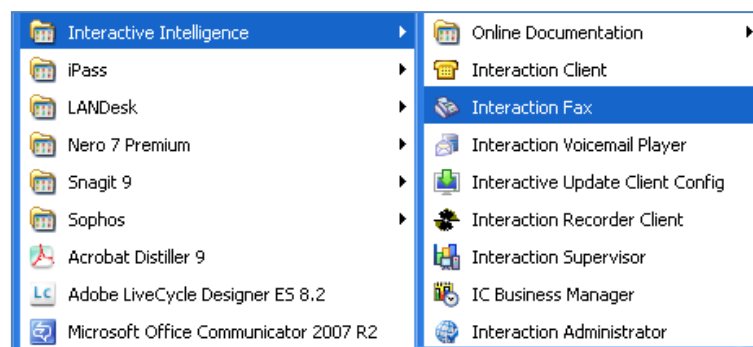 Interactive Intelligence
iPass
LANDesk
Nero 7 Premium
Snagit 9
Sophos
Acrobat Distiller 9
LC Adobe LiveCycle Designer ES 8.2
Microsoft Office Communicator 2007 R2
Online Documentation
Interaction Client
Interaction Fax
Interaction Voicemail Player
Interactive Update Client Config
Interaction Recorder Client
Interaction Supervisor
IC Business Manager
Interaction Administrator